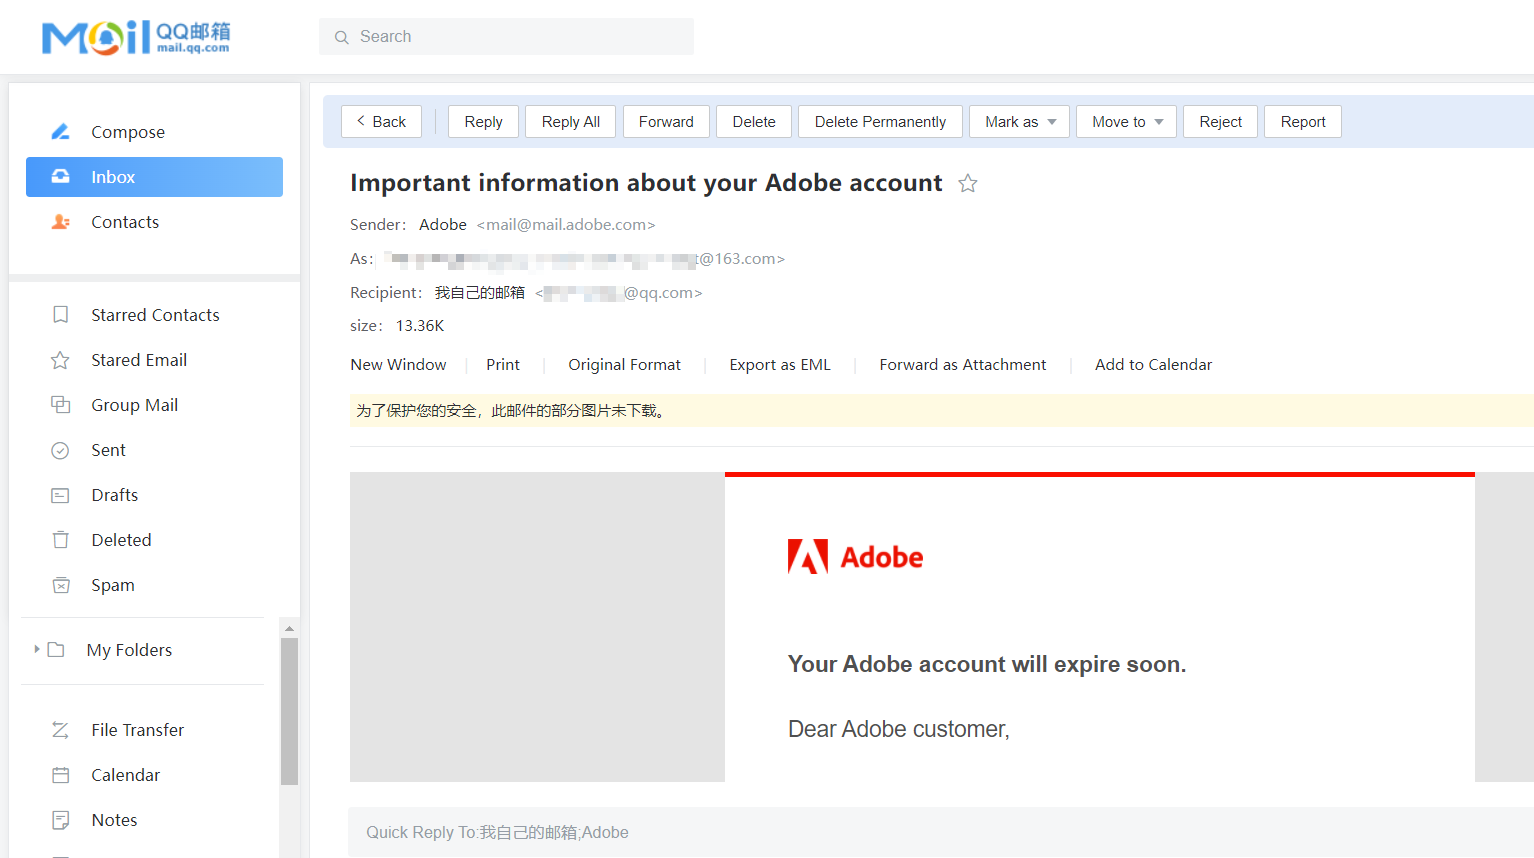 Mail QQ邮箱
mail.qq.com
Search
Compose
Inbox
Contacts
Starred Contacts
Stared Email
Group Mail
Sent
Drafts
Deleted
Spam
My Folders
File Transfer
Calendar
Notes
Back
Reply
Reply All
Forward
Delete
Delete Permanently
Mark as
Move to
Reject
Report
Important information about your Adobe account
Sender: Adobe <mail@mail.adobe.com>
As: t@163.com>
Recipient: 我自己的邮箱 < @qq.com>
size: 13.36K
New Window | Print | Original Format | Export as EML | Forward as Attachment | Add to Calendar
为了保护您的安全，此邮件的部分图片未下载。
Adobe
Your Adobe account will expire soon.
Dear Adobe customer,
Quick Reply To:我自己的邮箱;Adobe